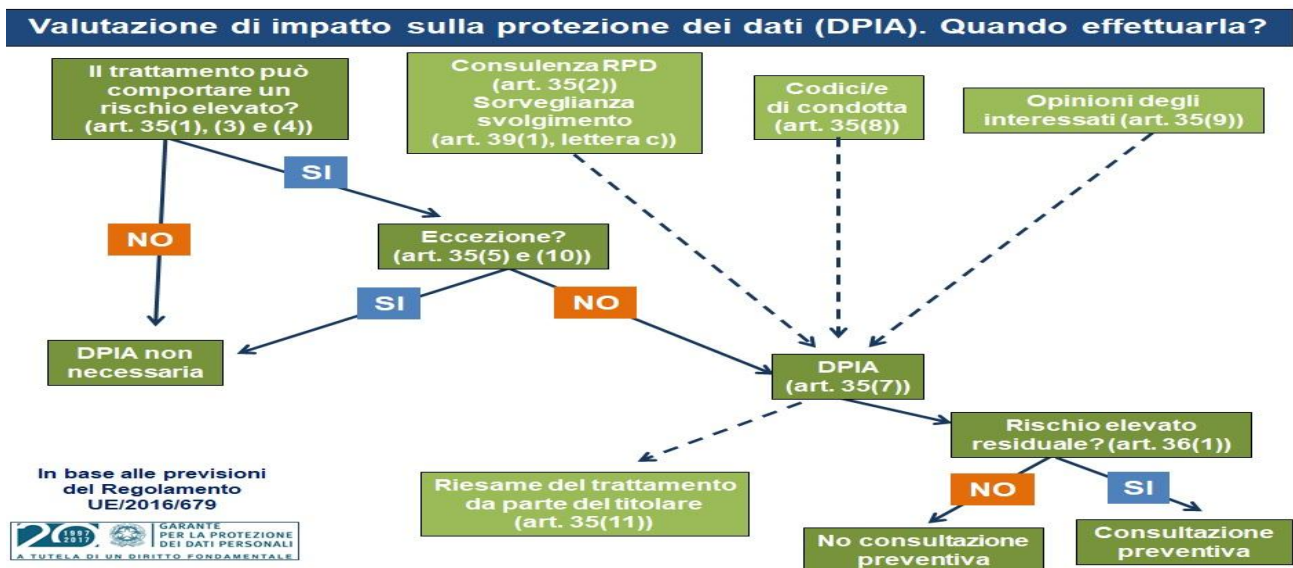 Valutazione di impatto sulla protezione dei dati (DPIA). Quando effettuarla?
Il trattamento può
comportare un
rischio elevato?
(art. 35(1), (3) e (4))
Consulenza RPD
(art. 35(2))
Sorveglianza
svolgimento
(art. 39(1), lettera c))
Codici/e
di condotta
(art. 35(8))
Opinioni degli
interessati (art. 35(9))
SI
NO
Eccezione?
(art. 35(5) e (10))
SI
NO
DPIA non
necessaria
DPIA
(art. 35(7))
Rischio elevato
residuale? (art. 36(1))
In base alle previsioni
del Regolamento
UE/2016/679
Riesame del trattamento
da parte del titolare
(art. 35(11))
NO
SI
No consultazione
preventiva
Consultazione
preventiva
20 1997 2017
GARANTE
PER LA PROTEZIONE
DEI DATI PERSONALI
A TUTELA DI UN DIRITTO FONDAMENTALE